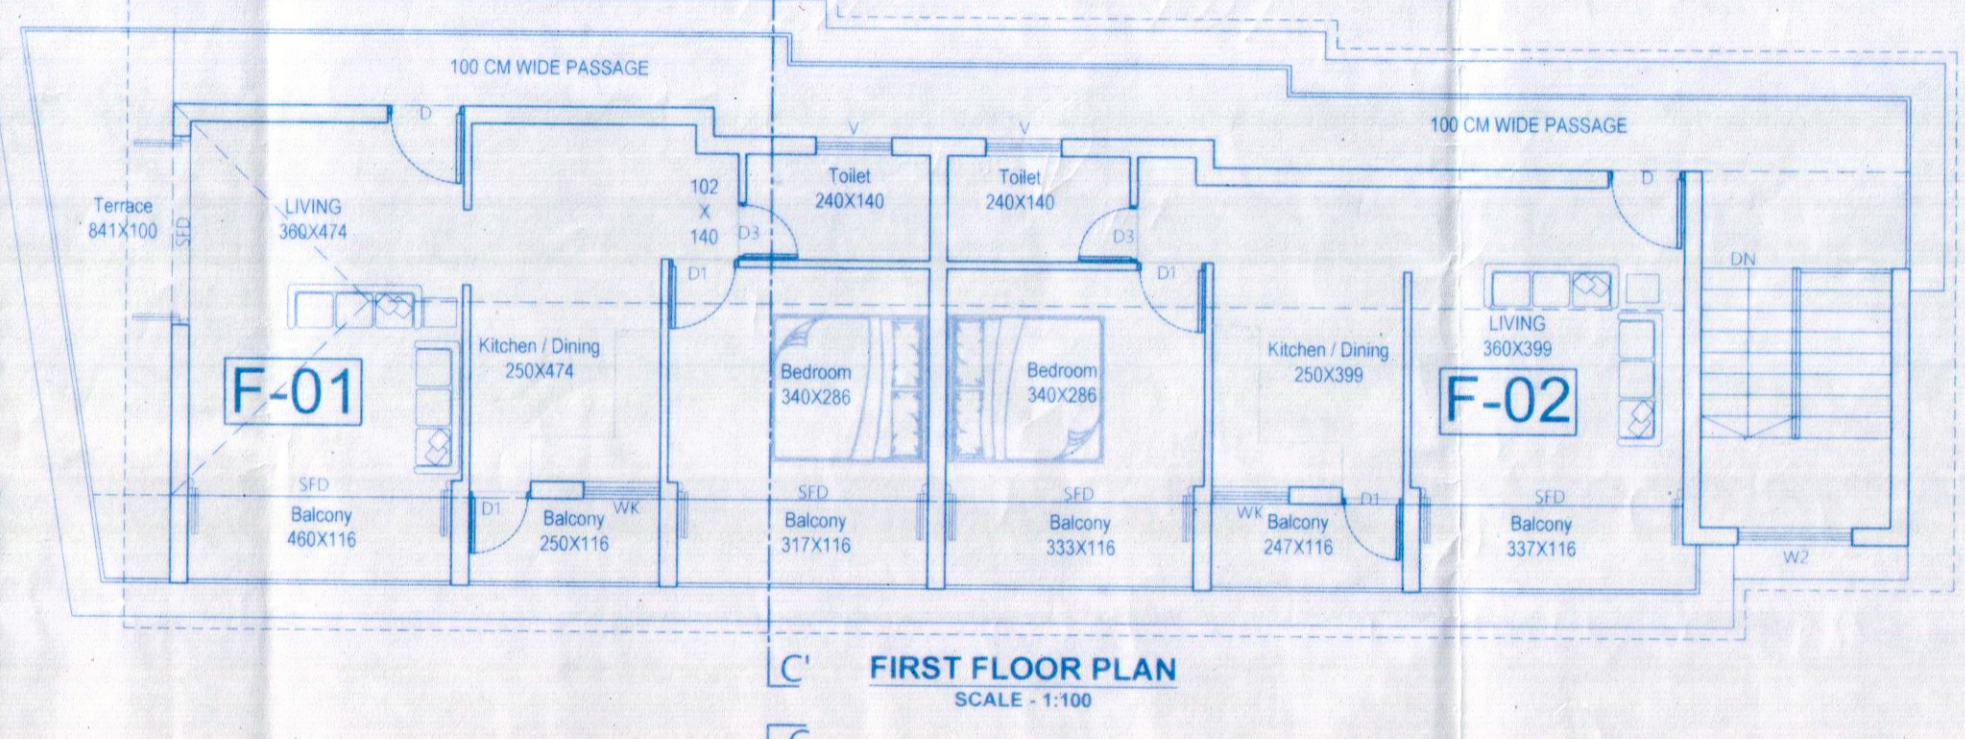 100 CM WIDE PASSAGE
100 CM WIDE PASSAGE
D
V
V
D
Terrace
841X100
SFD
LIVING
360X474
102
X
140
Toilet
240X140
Toilet
240X140
D3
D3
D1
D1
DN
Kitchen / Dining
250X474
Bedroom
340X286
Bedroom
340X286
Kitchen / Dining
250X399
LIVING
360X399
F-01
F-02
SFD
Balcony
460X116
D1
Balcony
250X116
WK
SFD
Balcony
317X116
SFD
Balcony
333X116
WK
Balcony
247X116
D1
SFD
Balcony
337X116
W2
C'
FIRST FLOOR PLAN
SCALE - 1:100